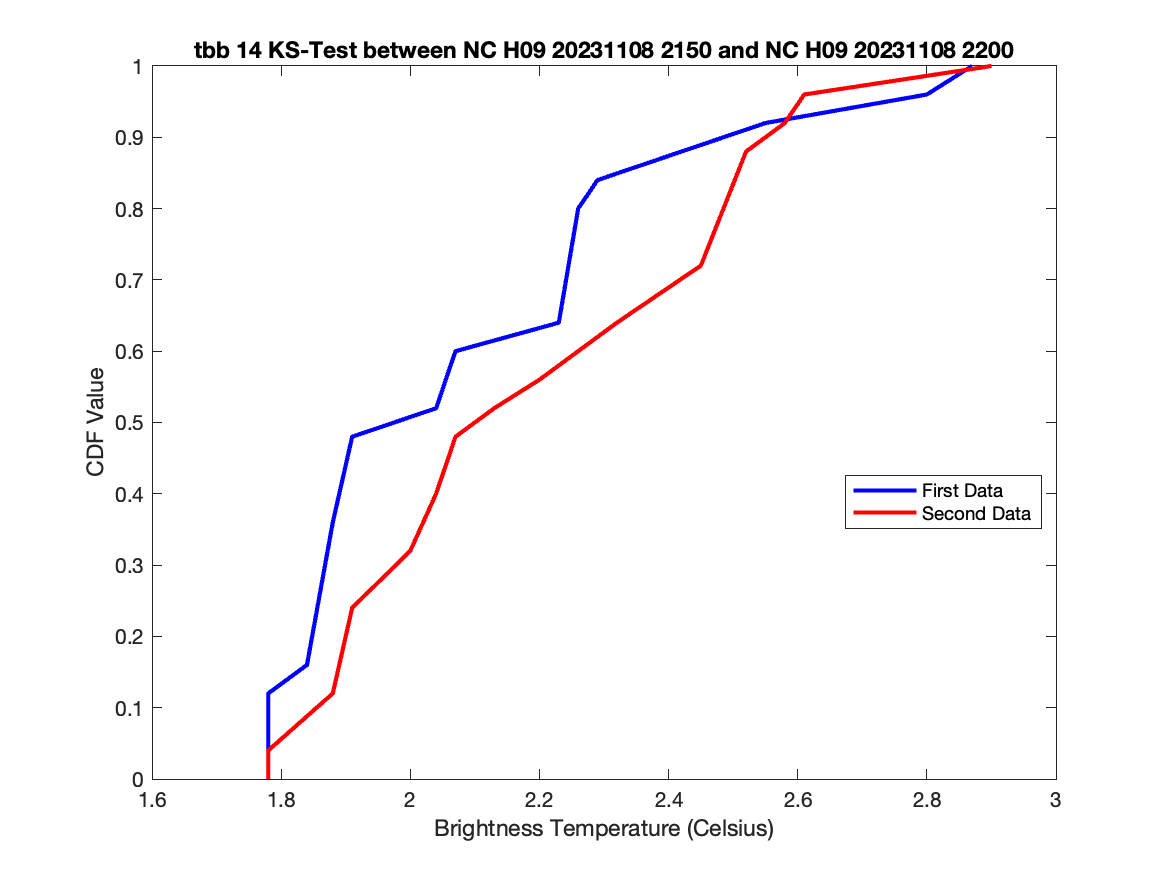 tbb 14 KS-Test between NC H09 20231108 2150 and NC H09 20231108 2200
1
0.9
0.8
0.7
0.6
0.5
0.4
0.3
0.2
0.1
0
CDF Value
First Data
Second Data
1.6 1.8 2 2.2 2.4 2.6 2.8 3
Brightness Temperature (Celsius)